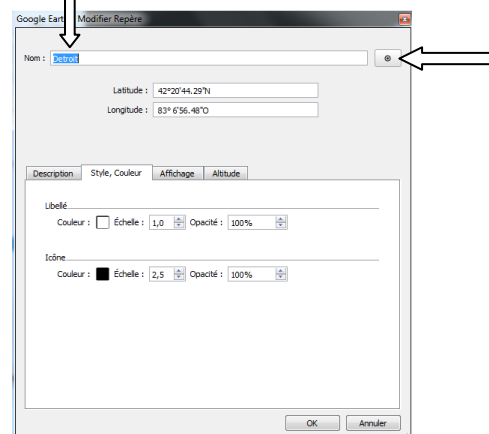 Google Earth - Modifier Repère
Nom : Detroit
Latitude : 42°20'44.29"N
Longitude : 83° 6'56.48"O
Description Style, Couleur Affichage Altitude
Libellé
Couleur : Échelle : 1,0 Opacité : 100%
Icône
Couleur : Échelle : 2,5 Opacité : 100%
OK Annuler